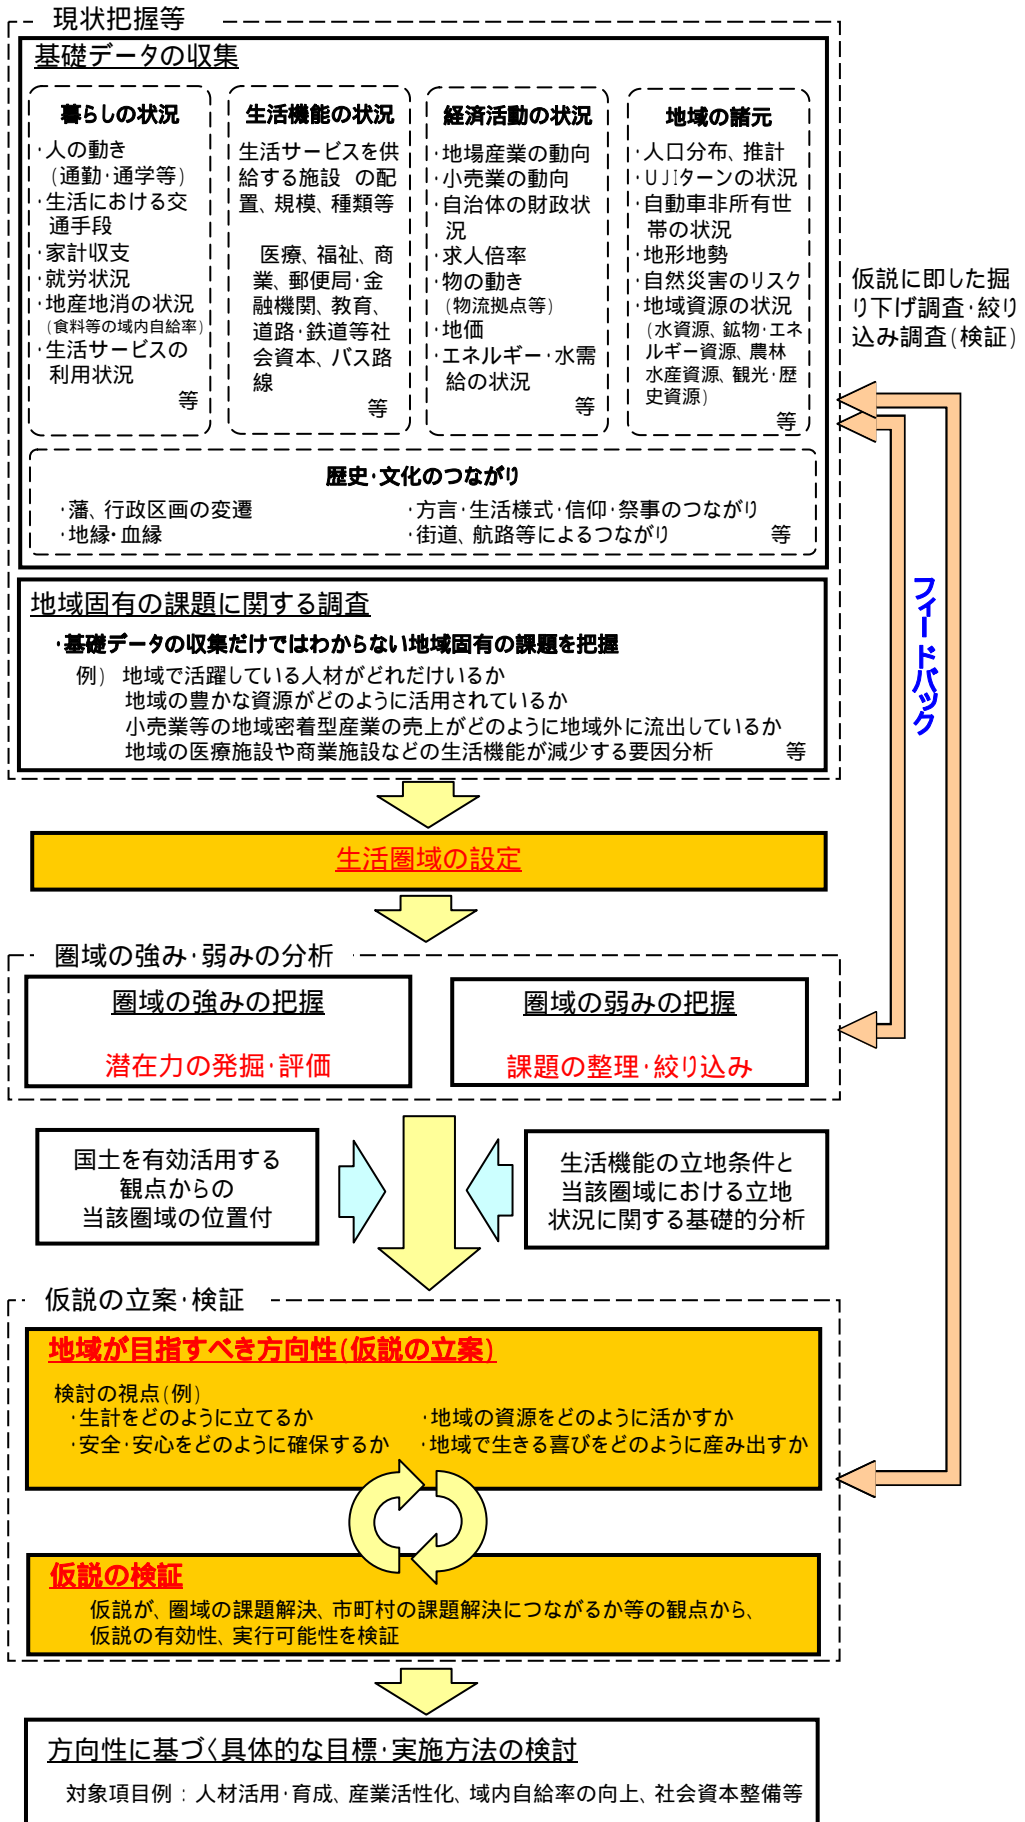 現状把握等
基礎データの収集
暮らしの状況
・人の動き
(通勤・通学等)
・生活における交
通手段
・家計収支
・就労状況
・地産地消の状況
(食料等の域内自給率)
・生活サービスの
利用状況
等
生活機能の状況
生活サービスを供
給する施設 の配
置、規模、種類等
医療、福祉、商
業、郵便局・金
融機関、教育、
道路・鉄道等社
会資本、バス路
線
等
経済活動の状況
・地場産業の動向
・小売業の動向
・自治体の財政状
況
・求人倍率
・物の動き
(物流拠点等)
・地価
・エネルギー・水需
給の状況
等
地域の諸元
・人口分布、推計
・UJIターンの状況
・自動車非所有世
帯の状況
・地形地勢
・自然災害のリスク
・地域資源の状況
(水資源、鉱物・エネ
ルギー資源、農林
水産資源、観光・歴
史資源)
等
歴史・文化のつながり
・藩、行政区画の変遷
・地縁・血縁
・方言・生活様式・信仰・祭事のつながり
・街道、航路等によるつながり
等
仮説に即した掘
り下げ調査・絞り
込み調査(検証)
フィードバック
地域固有の課題に関する調査
・基礎データの収集だけではわからない地域固有の課題を把握
例) 地域で活躍している人材がどれだけいるか
地域の豊かな資源がどのように活用されているか
小売業等の地域密着型産業の売上がどのように地域外に流出しているか
地域の医療施設や商業施設などの生活機能が減少する要因分析 等
生活圏域の設定
圏域の強み・弱みの分析
圏域の強みの把握
潜在力の発掘・評価
圏域の弱みの把握
課題の整理・絞り込み
国土を有効活用する
観点からの
当該圏域の位置付
生活機能の立地条件と
当該圏域における立地
状況に関する基礎的分析
仮説の立案・検証
地域が目指すべき方向性(仮説の立案)
検討の視点(例)
・生計をどのように立てるか
・安全・安心をどのように確保するか
・地域の資源をどのように活かすか
・地域で生きる喜びをどのように産み出すか
仮説の検証
仮説が、圏域の課題解決、市町村の課題解決につながるか等の観点から、
仮説の有効性、実行可能性を検証
方向性に基づく具体的な目標・実施方法の検討
対象項目例：人材活用・育成、産業活性化、域内自給率の向上、社会資本整備等